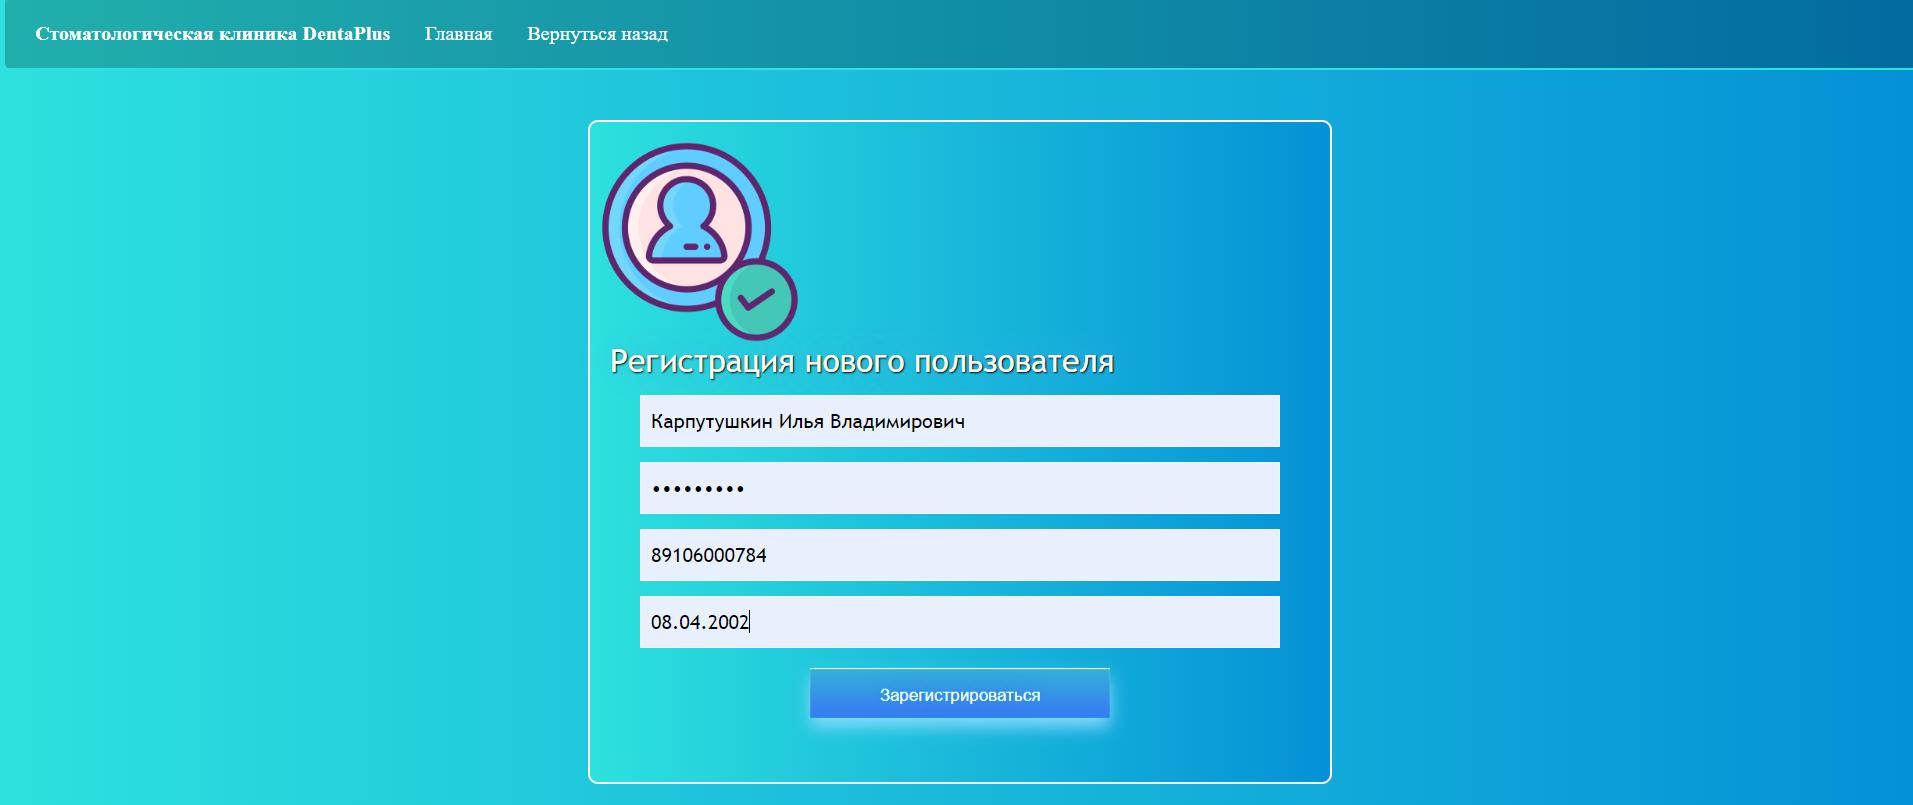 Стоматологическая клиника DentaPlus Главная Вернуться назад
Регистрация нового пользователя
Карпутушкин Илья Владимирович
•••••••••
89106000784
08.04.2002
Зарегистрироваться